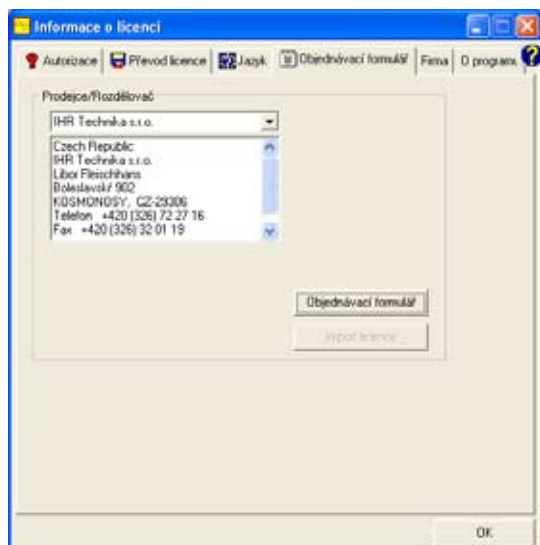 Informace o licenci
Autorizace Převod licence Jazyk Objednávací formulář Firma O programu
Prodejce/Rozdělovač
IHR Technika s.r.o.
Czech Republic
IHR Technika s.r.o.
Libor Fleischhans
Boleslavskř 902
KOSMONOSY, CZ-29306
Telefon +420 (326) 72 27 16
Fax +420 (326) 32 01 19
Objednávací formulář
Import licence
OK